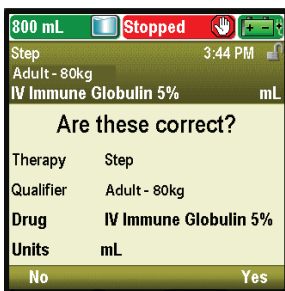 800 mL Stopped
Step 3:44 PM
Adult - 80kg
IV Immune Globulin 5% mL
Are these correct?
Therapy Step
Qualifier Adult - 80kg
Drug IV Immune Globulin 5%
Units mL
No Yes